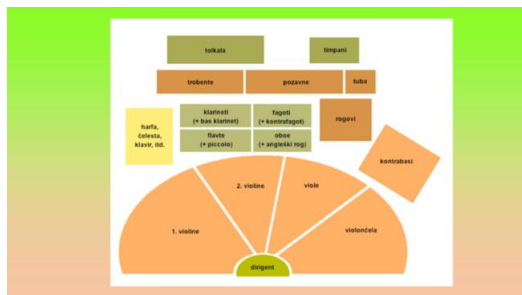 tolkala
timpani
trobente
pozavne
tuba
klarineti
(+ bas klarinet)
fagoti
(+ kontrafagot)
rogovi
harfa,
čelesta,
klavir, itd.
flavte
(+ piccolo)
oboe
(+ angleški rog)
kontrabasi
2. violine
viole
1. violine
violončela
dirigent